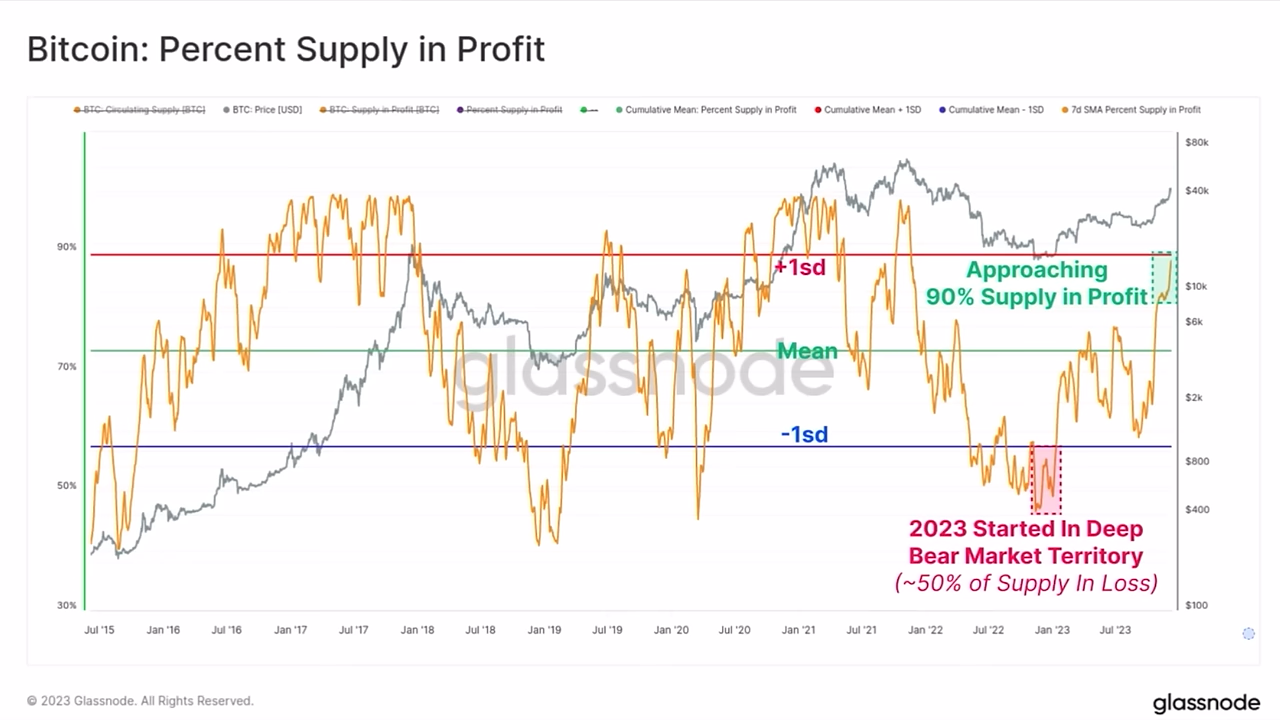 Bitcoin: Percent Supply in Profit
BTC: Circulating Supply [BTC] BTC: Price [USD] BTC: Supply in Profit [BTC] Percent Supply in Profit -- Cumulative Mean: Percent Supply in Profit Cumulative Mean + 1SD Cumulative Mean - 1SD 7d SMA Percent Supply in Profit
$80k
$40k
90%
+1sd
Approaching
90% Supply in Profit
$10k
$6k
Mean
70%
glassnode
$2k
-1sd
$800
50%
$400
2023 Started In Deep
Bear Market Territory
(~50% of Supply In Loss)
30%
$100
Jul '15 Jan '16 Jul '16 Jan '17 Jul '17 Jan '18 Jul '18 Jan '19 Jul '19 Jan '20 Jul '20 Jan '21 Jul '21 Jan '22 Jul '22 Jan '23 Jul '23
© 2023 Glassnode. All Rights Reserved.
glassnode